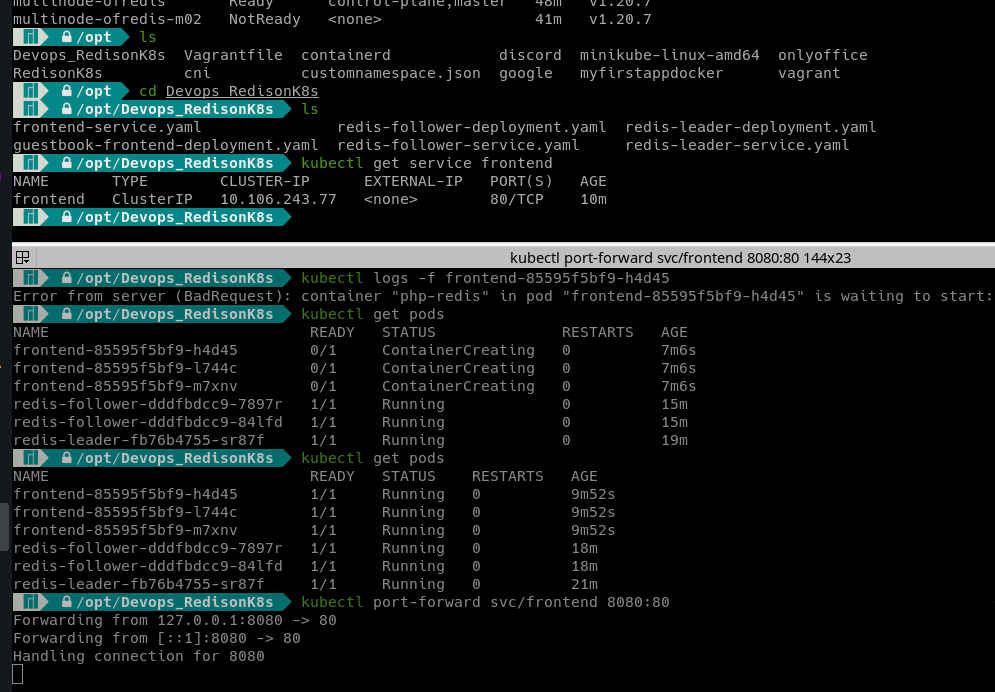 multinode-ofredis Ready control-plane,master 48m v1.20.7
multinode-ofredis-m02 NotReady <none> 41m v1.20.7
/opt ls
Devops_RedisonK8s Vagrantfile containerd discord minikube-linux-amd64 onlyoffice
RedisonK8s cni customnamespace.json google myfirstappdocker vagrant
/opt cd Devops_RedisonK8s
/opt/Devops_RedisonK8s ls
frontend-service.yaml redis-follower-deployment.yaml redis-leader-deployment.yaml
guestbook-frontend-deployment.yaml redis-follower-service.yaml redis-leader-service.yaml
/opt/Devops_RedisonK8s kubectl get service frontend
NAME TYPE CLUSTER-IP EXTERNAL-IP PORT(S) AGE
frontend ClusterIP 10.106.243.77 <none> 80/TCP 10m
/opt/Devops_RedisonK8s
kubectl port-forward svc/frontend 8080:80 144x23
/opt/Devops_RedisonK8s kubectl logs -f frontend-85595f5bf9-h4d45
Error from server (BadRequest): container "php-redis" in pod "frontend-85595f5bf9-h4d45" is waiting to start:
/opt/Devops_RedisonK8s kubectl get pods
NAME READY STATUS RESTARTS AGE
frontend-85595f5bf9-h4d45 0/1 ContainerCreating 0 7m6s
frontend-85595f5bf9-l744c 0/1 ContainerCreating 0 7m6s
frontend-85595f5bf9-m7xnv 0/1 ContainerCreating 0 7m6s
redis-follower-dddfbdcc9-7897r 1/1 Running 0 15m
redis-follower-dddfbdcc9-84lfd 1/1 Running 0 15m
redis-leader-fb76b4755-sr87f 1/1 Running 0 19m
/opt/Devops_RedisonK8s kubectl get pods
NAME READY STATUS RESTARTS AGE
frontend-85595f5bf9-h4d45 1/1 Running 0 9m52s
frontend-85595f5bf9-l744c 1/1 Running 0 9m52s
frontend-85595f5bf9-m7xnv 1/1 Running 0 9m52s
redis-follower-dddfbdcc9-7897r 1/1 Running 0 18m
redis-follower-dddfbdcc9-84lfd 1/1 Running 0 18m
redis-leader-fb76b4755-sr87f 1/1 Running 0 21m
/opt/Devops_RedisonK8s kubectl port-forward svc/frontend 8080:80
Forwarding from 127.0.0.1:8080 -> 80
Forwarding from [::1]:8080 -> 80
Handling connection for 8080